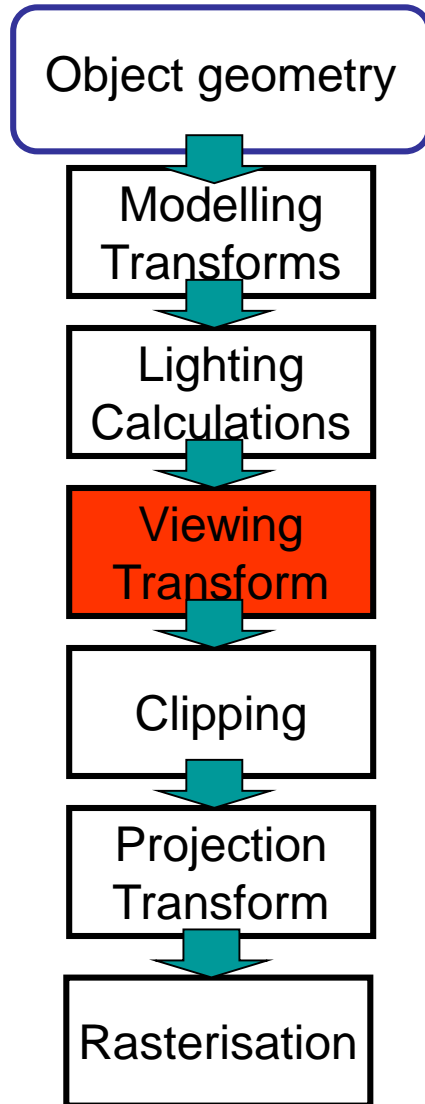 Object geometry
Modelling
Transforms
Lighting
Calculations
Viewing
Transform
Clipping
Projection
Transform
Rasterisation